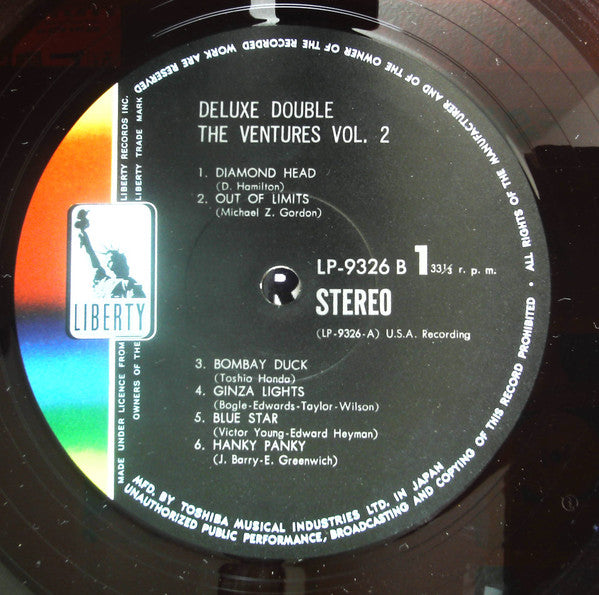 DELUXE DOUBLE
THE VENTURES VOL. 2
1. DIAMOND HEAD
(D. Hamilton)
2. OUT OF LIMITS
(Michael Z. Gordon)
LP-9326 B 1 33⅓ r. p. m.
STEREO
(LP-9326-A) U.S.A. Recording
3. BOMBAY DUCK
(Toshio Honda)
4. GINZA LIGHTS
(Bogle-Edwards-Taylor-Wilson)
5. BLUE STAR
(Victor Young-Edward Heyman)
6. HANKY PANKY
(J. Barry-E. Greenwich)
LIBERTY
MADE UNDER LICENCE FROM LIBERTY RECORDS INC.
OWNERS OF THE LIBERTY TRADE MARK
MFD. BY TOSHIBA MUSICAL INDUSTRIES LTD. IN JAPAN
UNAUTHORIZED PUBLIC PERFORMANCE, BROADCASTING AND COPYING OF THIS RECORD PROHIBITED • ALL RIGHTS OF THE MANUFACTURER AND OF THE OWNER OF THE RECORDED WORK ARE RESERVED